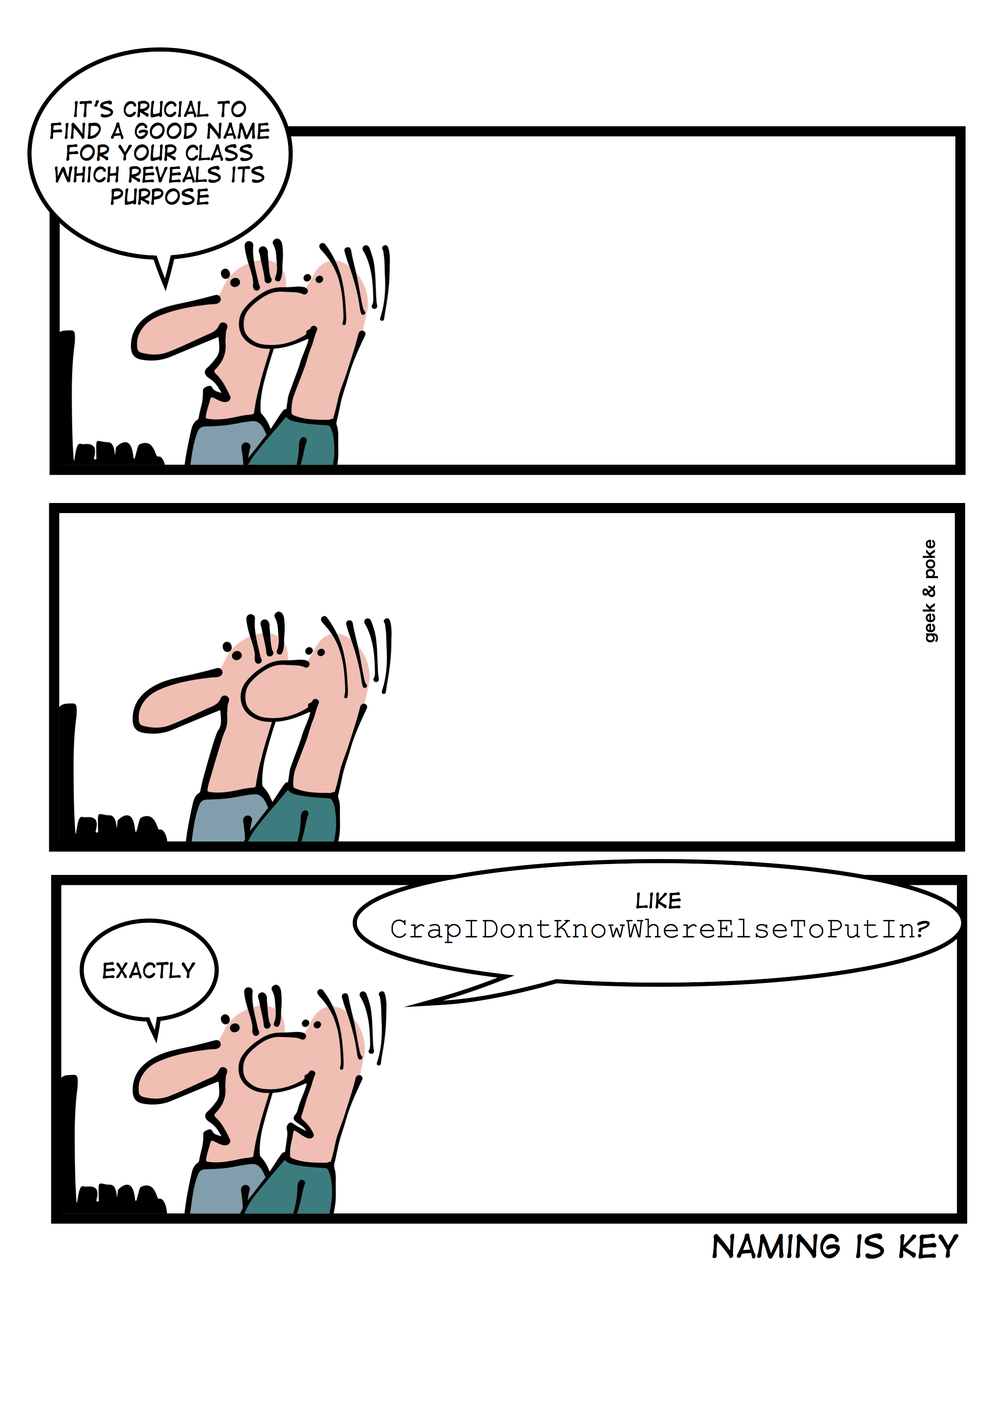 IT'S CRUCIAL TO
FIND A GOOD NAME
FOR YOUR CLASS
WHICH REVEALS ITS
PURPOSE
geek & poke
LIKE
CrapIDontKnowWhereElseToPutIn?
EXACTLY
NAMING IS KEY